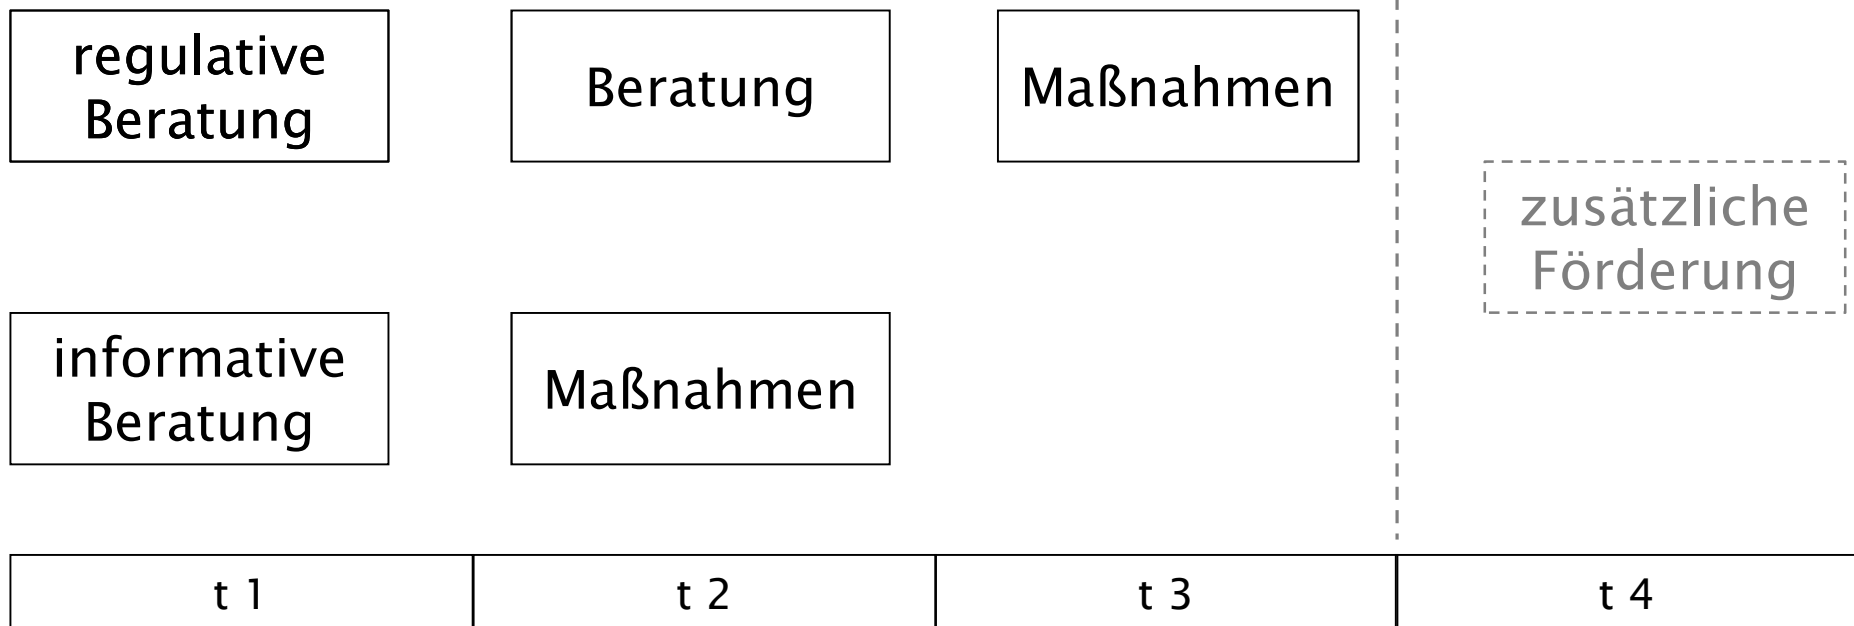 regulative
Beratung
Beratung
Maßnahmen
zusätzliche
Förderung
informative
Beratung
Maßnahmen
t 1
t 2
t 3
t 4